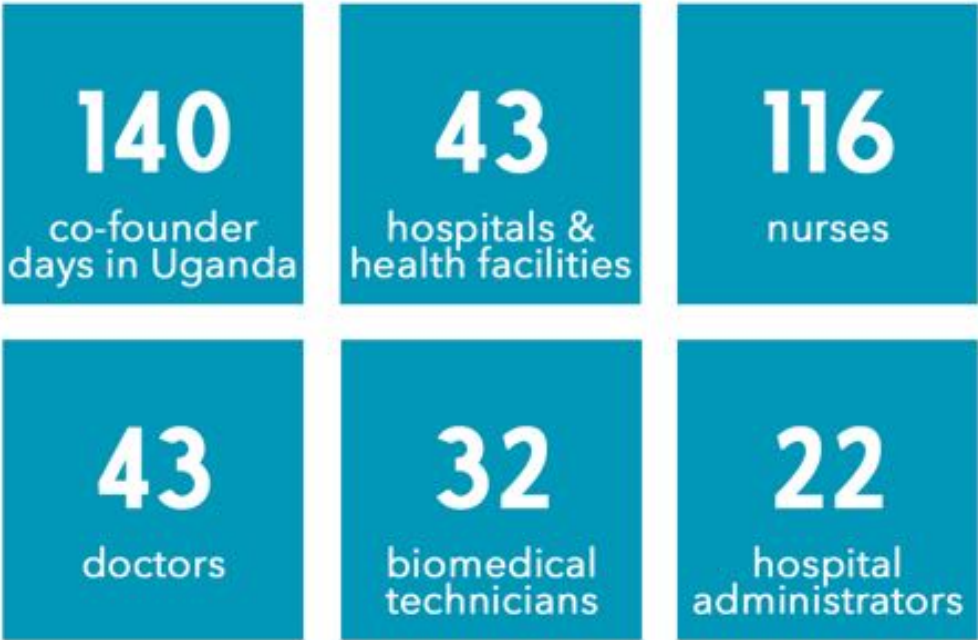 140
co-founder
days in Uganda
43
hospitals &
health facilities
116
nurses
43
doctors
32
biomedical
technicians
22
hospital
administrators